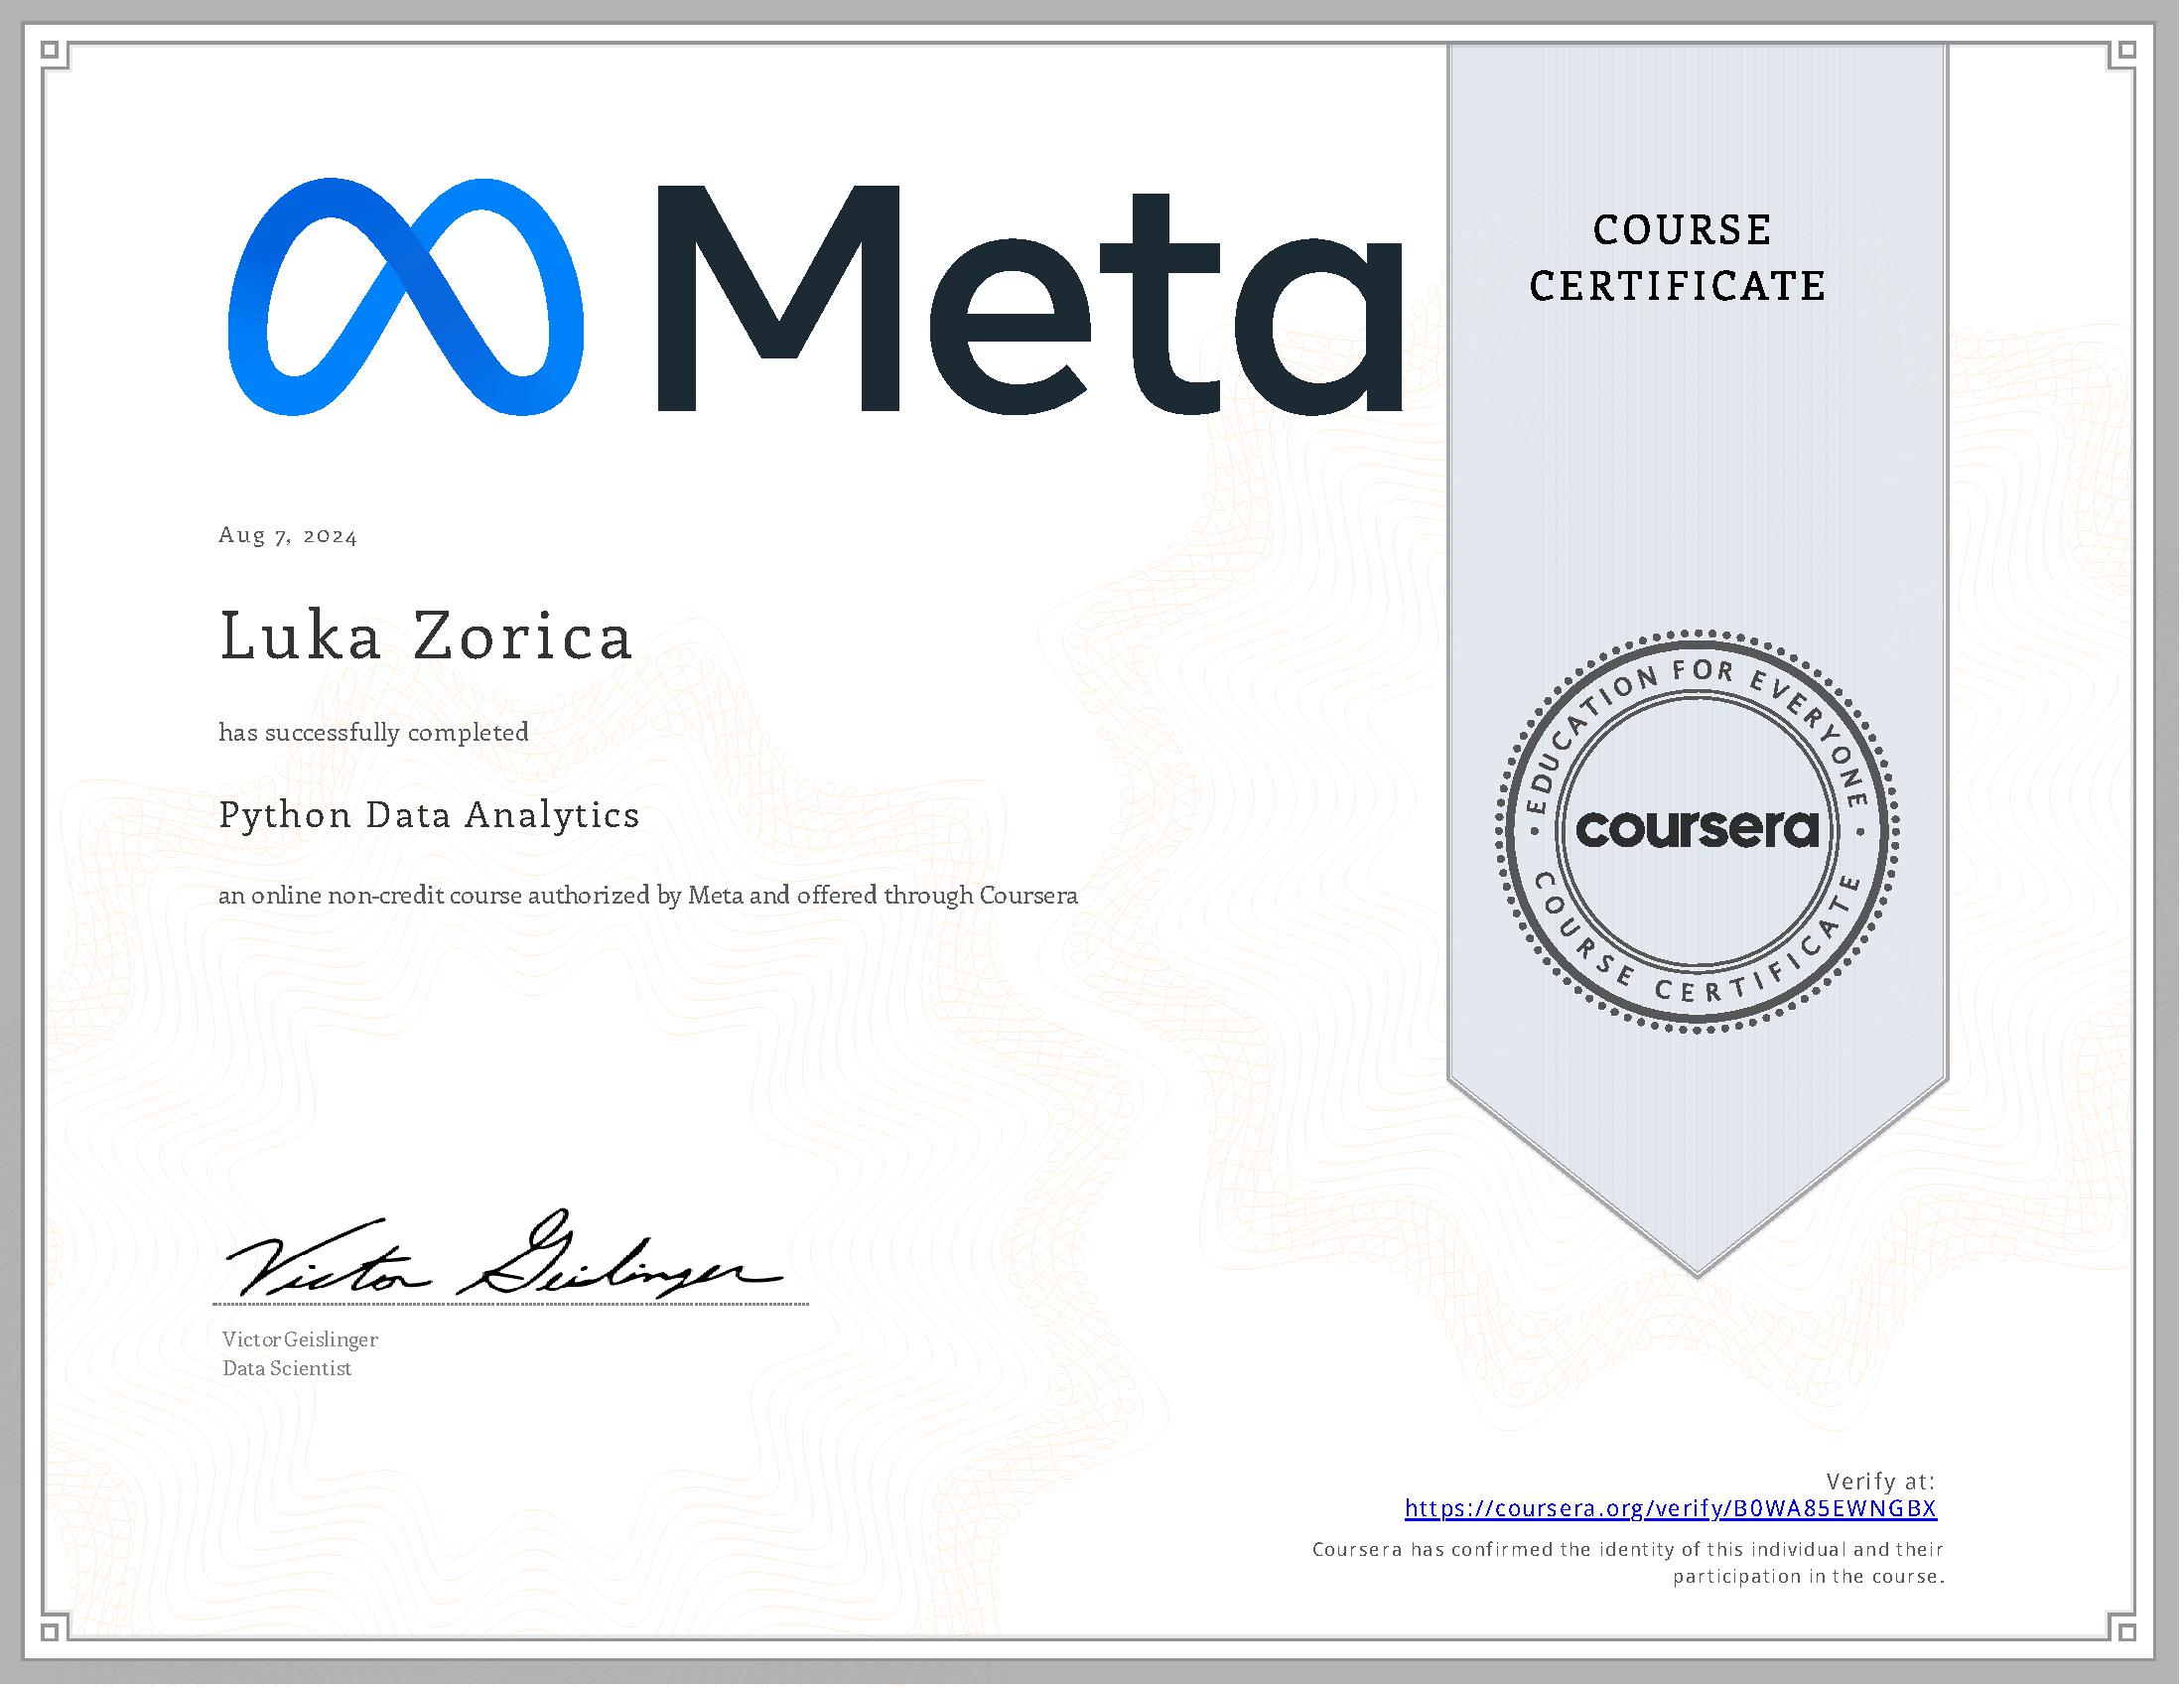 Meta
COURSE
CERTIFICATE
Aug 7, 2024
Luka Zorica
has successfully completed
Python Data Analytics
an online non-credit course authorized by Meta and offered through Coursera
EDUCATION FOR EVERYONE
coursera
COURSE CERTIFICATE
Victor Geislinger
Victor Geislinger
Data Scientist
Verify at:
https://coursera.org/verify/B0WA85EWNGBX
Coursera has confirmed the identity of this individual and their
participation in the course.